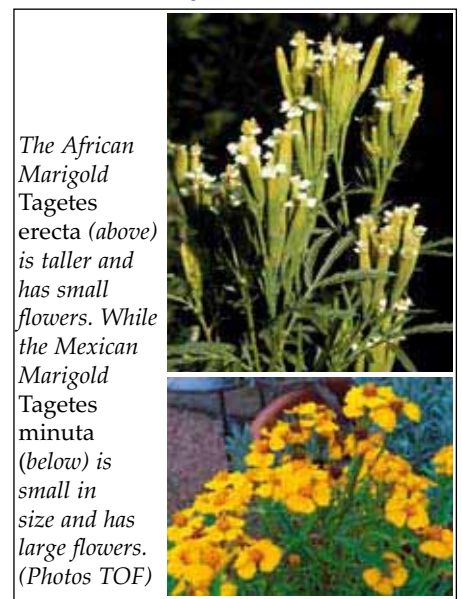 The African
Marigold
Tagetes
erecta (above)
is taller and
has small
flowers. While
the Mexican
Marigold
Tagetes
minuta
(below) is
small in
size and has
large flowers.
(Photos TOF)